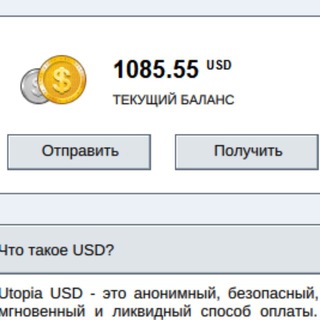 1085.55 USD
ТЕКУЩИЙ БАЛАНС
Отправить Получить
Что такое USD?
Utopia USD - это анонимный, безопасный,
мгновенный и ликвидный способ оплаты.